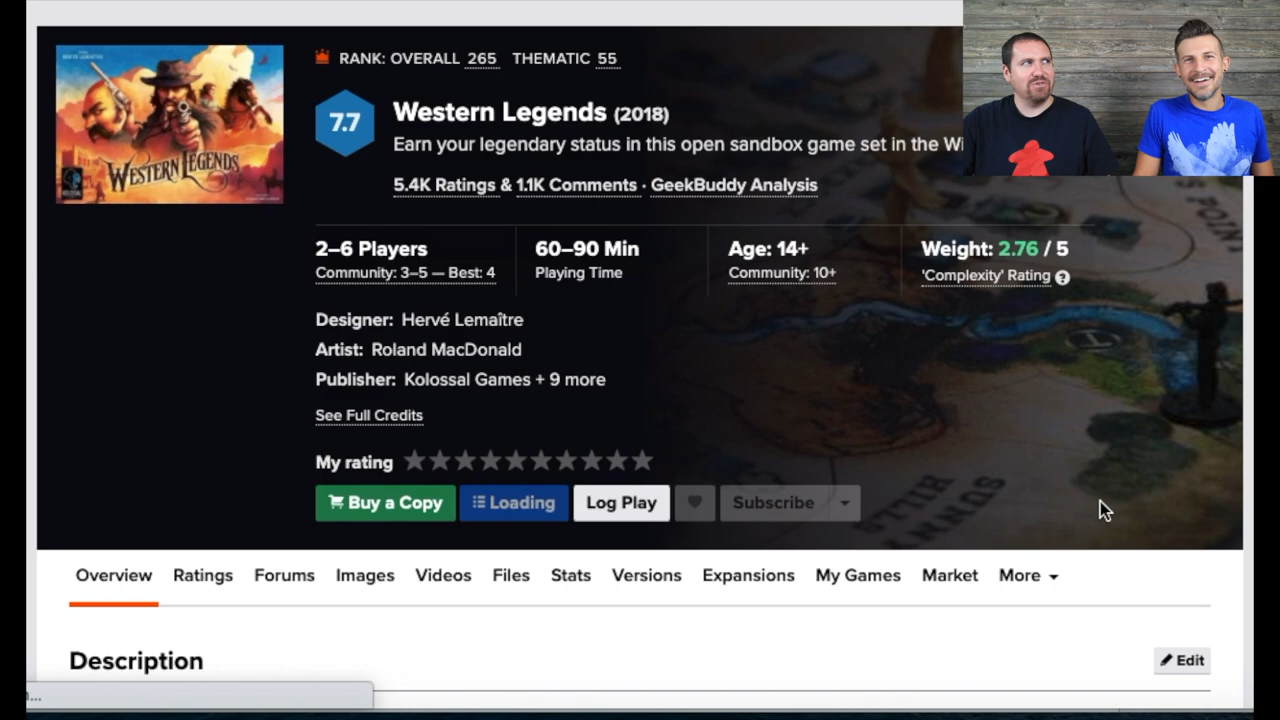 RANK: OVERALL 265 THEMATIC 55
7.7
Western Legends (2018)
Earn your legendary status in this open sandbox game set in the
5.4K Ratings & 1.1K Comments · GeekBuddy Analysis
WESTERN LEGENDS
2–6 Players 60–90 Min Age: 14+ Weight: 2.76 / 5
Community: 3–5 — Best: 4 Playing Time Community: 10+ 'Complexity' Rating ?
Designer: Hervé Lemaître
Artist: Roland MacDonald
Publisher: Kolossal Games + 9 more
See Full Credits
My rating
Buy a Copy Loading Log Play Subscribe
Overview Ratings Forums Images Videos Files Stats Versions Expansions My Games Market More
Description Edit